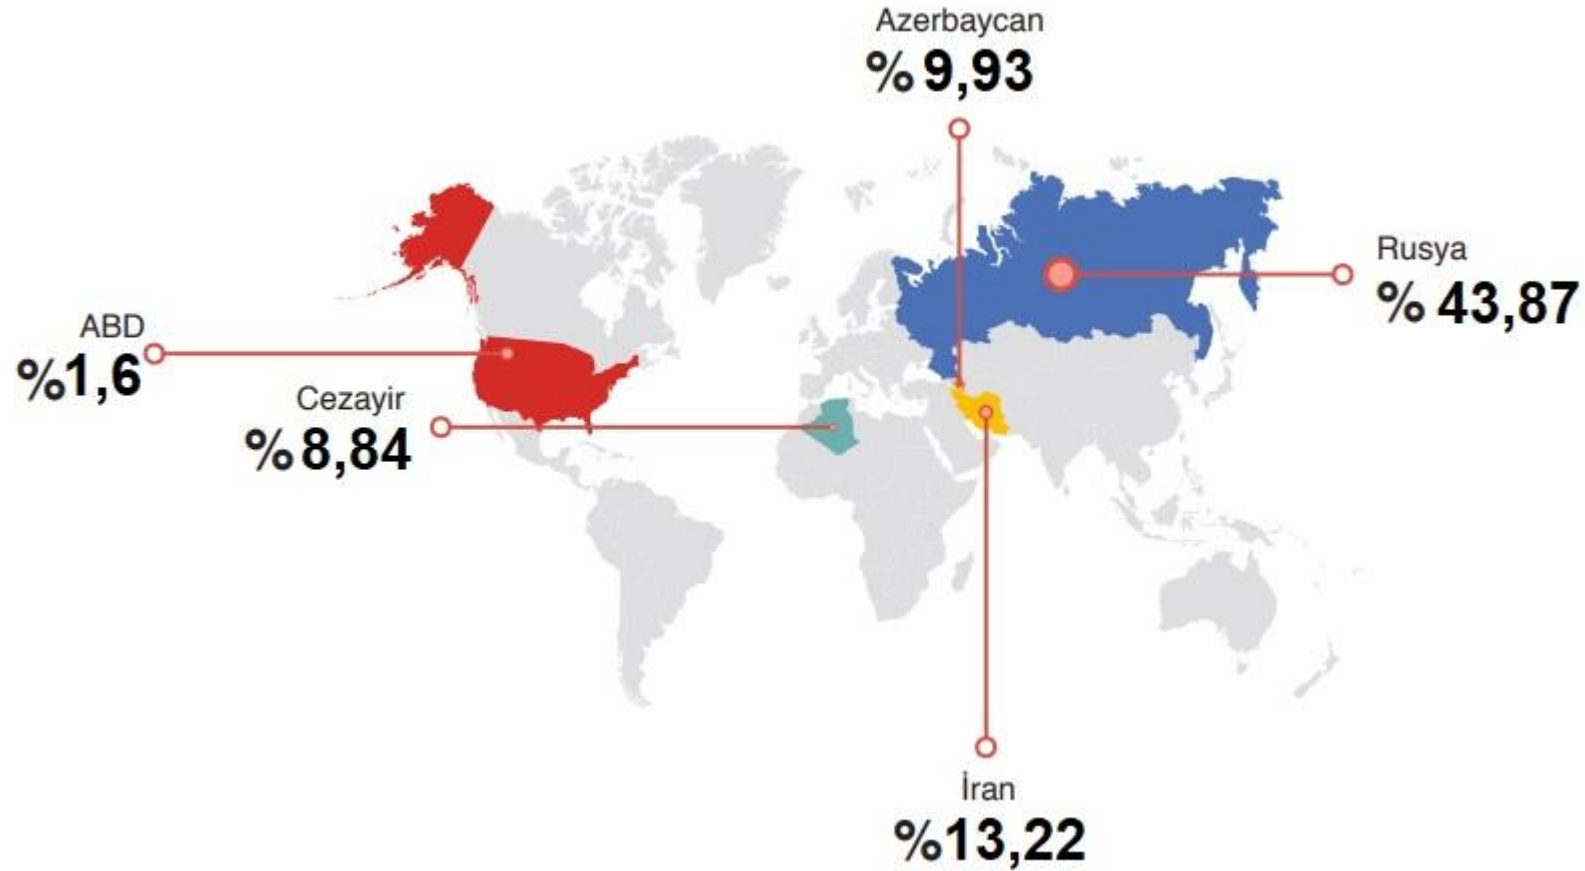 Azerbaycan
% 9,93
Rusya
% 43,87
ABD
%1,6
Cezayir
%8,84
İran
%13,22